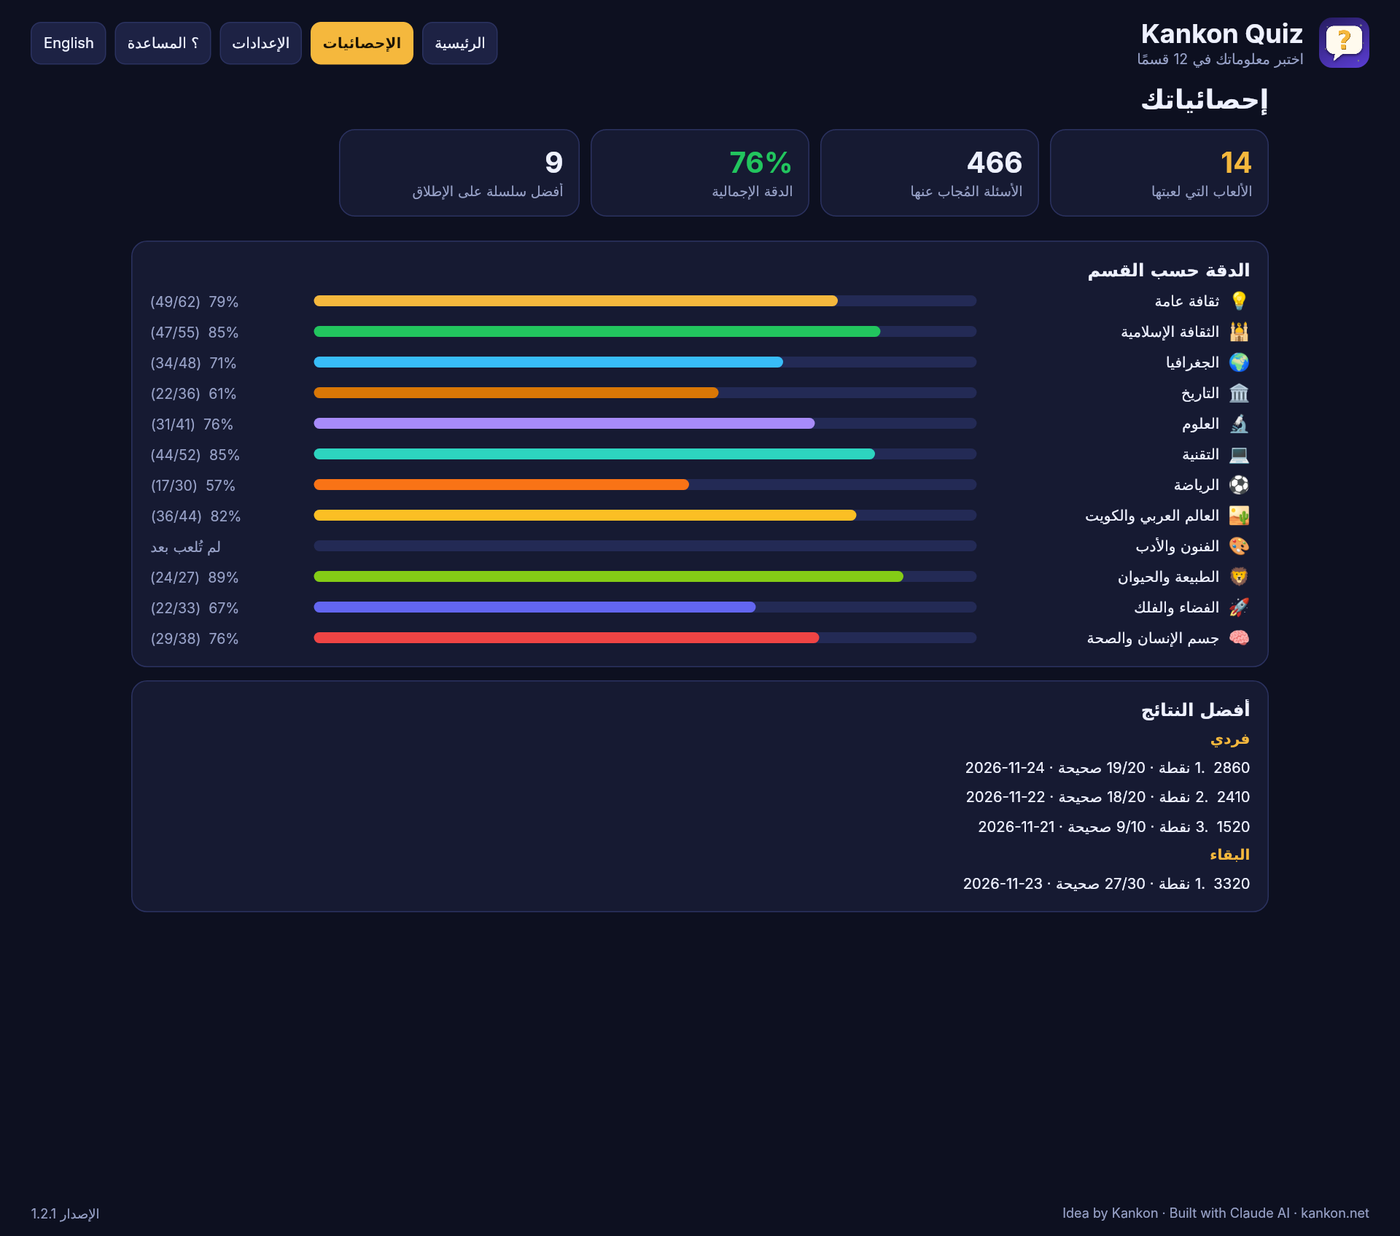 Kankon Quiz
اختبر معلوماتك في 12 قسمًا
الرئيسية
الإحصائيات
الإعدادات
؟ المساعدة
English
إحصائياتك
14
الألعاب التي لعبتها
466
الأسئلة المُجاب عنها
76%
الدقة الإجمالية
9
أفضل سلسلة على الإطلاق
الدقة حسب القسم
ثقافة عامة 79% (49/62)
الثقافة الإسلامية 85% (47/55)
الجغرافيا 71% (34/48)
التاريخ 61% (22/36)
العلوم 76% (31/41)
التقنية 85% (44/52)
الرياضة 57% (17/30)
العالم العربي والكويت 82% (36/44)
الفنون والأدب لم تُلعب بعد
الطبيعة والحيوان 89% (24/27)
الفضاء والفلك 67% (22/33)
جسم الإنسان والصحة 76% (29/38)
أفضل النتائج
فردي
1. 2860 نقطة · 19/20 صحيحة · 2026-11-24
2. 2410 نقطة · 18/20 صحيحة · 2026-11-22
3. 1520 نقطة · 9/10 صحيحة · 2026-11-21
البقاء
1. 3320 نقطة · 27/30 صحيحة · 2026-11-23
Idea by Kankon · Built with Claude AI · kankon.net
الإصدار 1.2.1